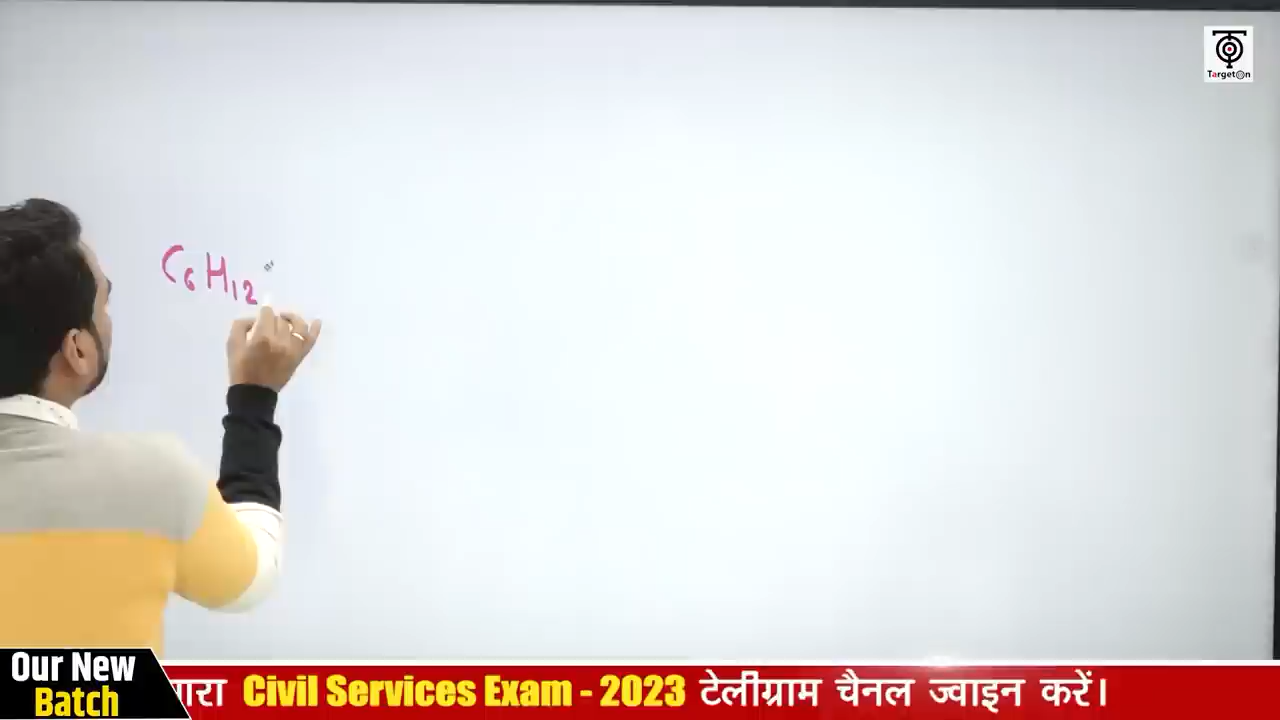 TargetOn
C6H12
Our New
Batch
Civil Services Exam - 2023 टेलीग्राम चैनल ज्वाइन करें।